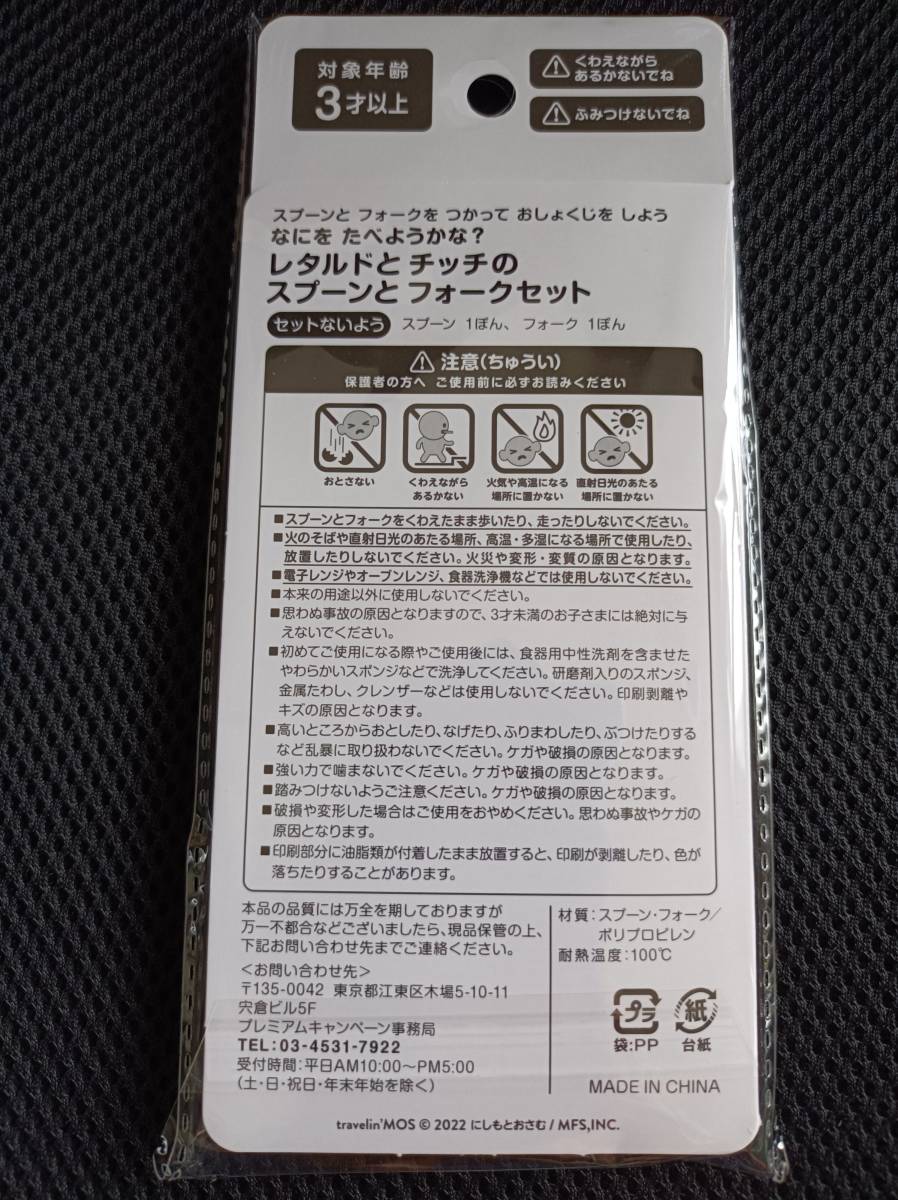 対象年齢
3才以上
くわえながら
あるかないでね
ふみつけないでね
スプーンと フォークを つかって おしょくじを しよう
なにを たべようかな?
レタルドと チッチの
スプーンと フォークセット
セットないよう スプーン 1ぽん、フォーク 1ぽん
注意(ちゅうい)
保護者の方へ ご使用前に必ずお読みください
おとさない
くわえながら
あるかない
火気や高温になる
場所に置かない
直射日光のあたる
場所に置かない
■スプーンとフォークをくわえたまま歩いたり、走ったりしないでください。
■火のそばや直射日光のあたる場所、高温・多湿になる場所で使用したり、
放置したりしないでください。火災や変形・変質の原因となります。
■電子レンジやオーブンレンジ、食器洗浄機などでは使用しないでください。
■本来の用途以外に使用しないでください。
■思わぬ事故の原因となりますので、3才未満のお子さまには絶対に与
えないでください。
■初めてご使用になる際やご使用後には、食器用中性洗剤を含ませた
やわらかいスポンジなどで洗浄してください。研磨剤入りのスポンジ、
金属たわし、クレンザーなどは使用しないでください。印刷剥離や
キズの原因となります。
■高いところからおとしたり、なげたり、ふりまわしたり、ぶつけたりする
など乱暴に取り扱わないでください。ケガや破損の原因となります。
■強い力で噛まないでください。ケガや破損の原因となります。
■踏みつけないようご注意ください。ケガや破損の原因となります。
■破損や変形した場合はご使用をおやめください。思わぬ事故やケガの
原因となります。
■印刷部分に油脂類が付着したまま放置すると、印刷が剥離したり、色が
落ちたりすることがあります。
本品の品質には万全を期しておりますが
万一不都合などございましたら、現品保管の上、
下記お問い合わせ先までご連絡ください。
<お問い合わせ先>
〒135-0042 東京都江東区木場5-10-11
宍倉ビル5F
プレミアムキャンペーン事務局
TEL:03-4531-7922
受付時間:平日AM10:00~PM5:00
(土・日・祝日・年末年始を除く)
材質:スプーン・フォーク/
ポリプロピレン
耐熱温度:100℃
プラ
袋:PP
紙
台紙
MADE IN CHINA
travelin'MOS © 2022 にしもとおさむ / MFS,INC.